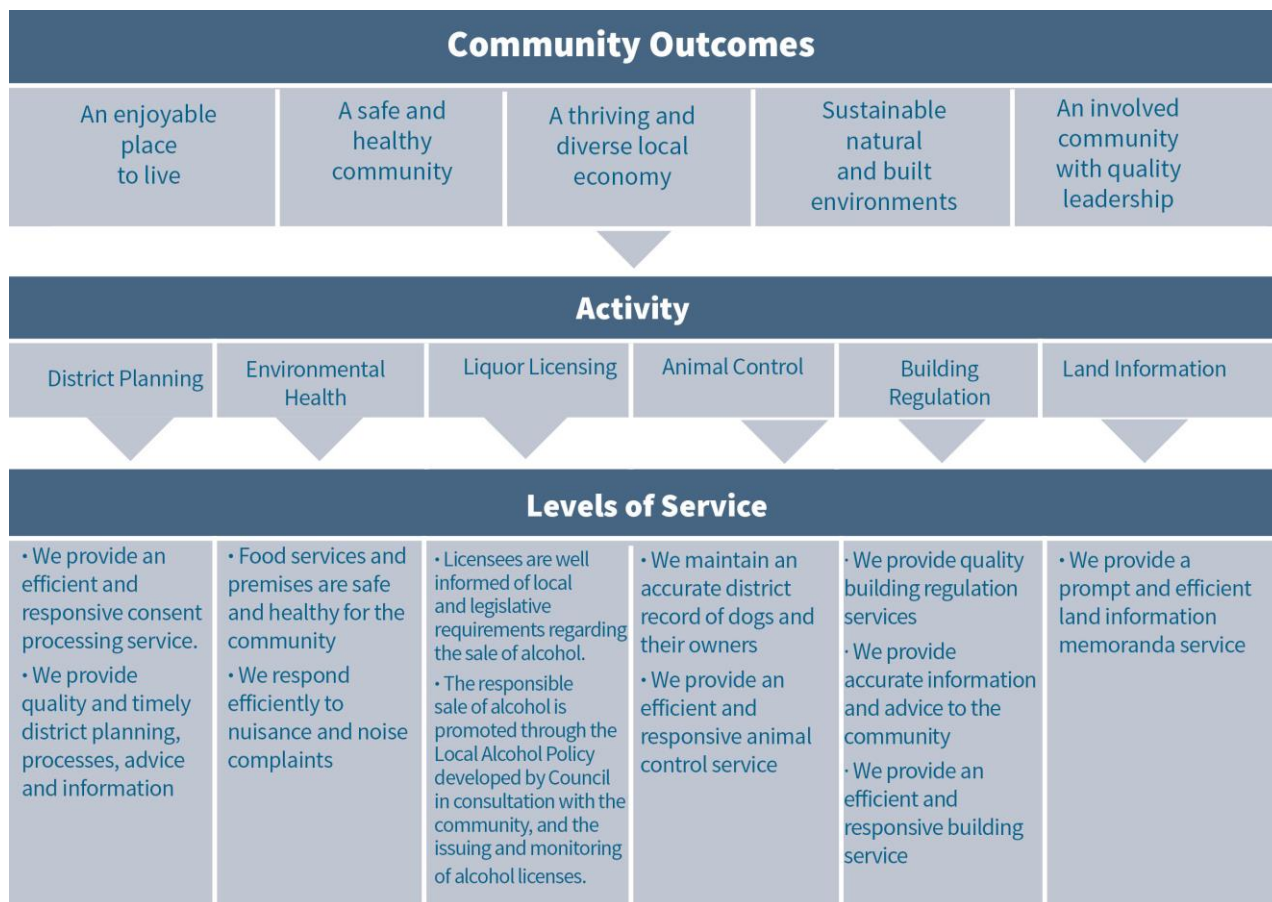 Community Outcomes
An enjoyable
place
to live
A safe and
healthy
community
A thriving and
diverse local
economy
Sustainable
natural
and built
environments
An involved
community
with quality
leadership
Activity
District Planning
Environmental
Health
Liquor Licensing
Animal Control
Building
Regulation
Land Information
Levels of Service
· We provide an
efficient and
responsive consent
processing service.
· We provide
quality and timely
district planning,
processes, advice
and information
· Food services and
premises are safe
and healthy for the
community
· We respond
efficiently to
nuisance and noise
complaints
· Licensees are well
informed of local
and legislative
requirements regarding
the sale of alcohol.
· The responsible
sale of alcohol is
promoted through the
Local Alcohol Policy
developed by Council
in consultation with the
community, and the
issuing and monitoring
of alcohol licenses.
· We maintain an
accurate district
record of dogs and
their owners
· We provide an
efficient and
responsive animal
control service
· We provide quality
building regulation
services
· We provide
accurate information
and advice to the
community
· We provide an
efficient and
responsive building
service
· We provide a
prompt and efficient
land information
memoranda service